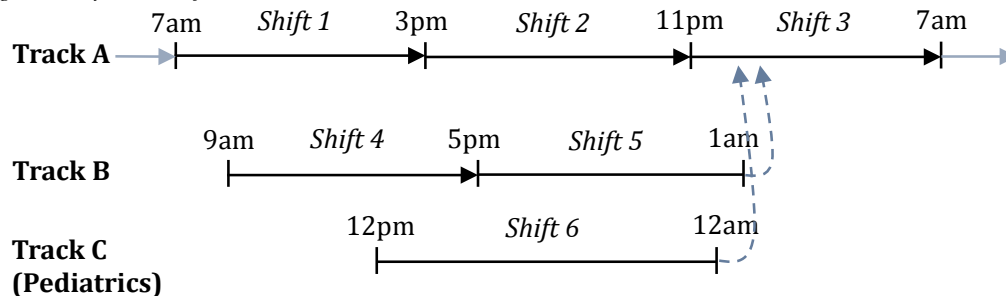 7am Shift 1 3pm Shift 2 11pm Shift 3 7am
Track A
9am Shift 4 5pm Shift 5 1am
Track B
12pm Shift 6 12am
Track C
(Pediatrics)